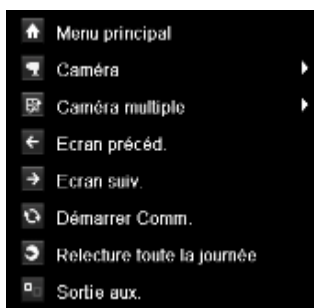 Menu principal
Caméra
Caméra multiple
Ecran précéd.
Ecran suiv.
Démarrer Comm.
Relecture toute la journée
Sortie aux.